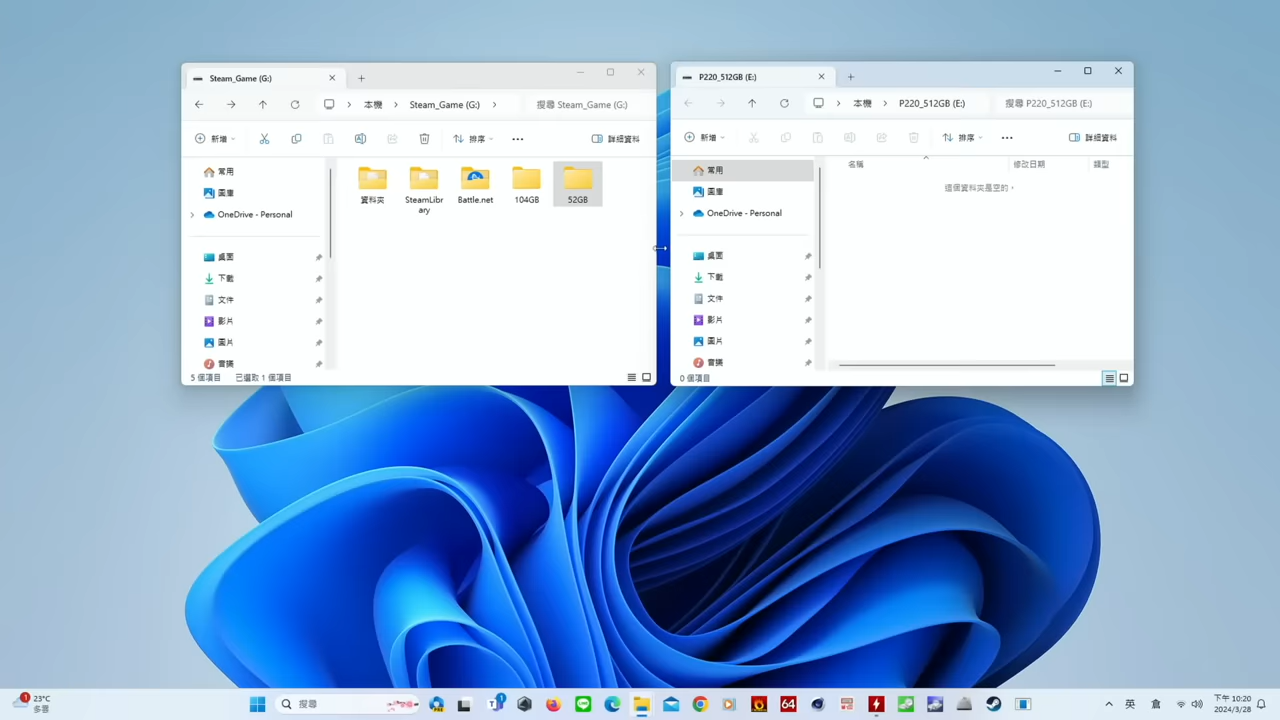 Steam_Game (G:)
本機
Steam_Game (G:)
搜尋 Steam_Game (G:)
新增
排序
詳細資料
常用
圖庫
OneDrive - Personal
桌面
下載
文件
影片
圖片
音樂
資料夾
SteamLibr
ary
Battle.net
104GB
52GB
5 個項目
已選取 1 個項目
P220_512GB (E:)
本機
P220_512GB (E:)
搜尋 P220_512GB (E:)
新增
排序
詳細資料
常用
圖庫
OneDrive - Personal
桌面
下載
文件
影片
圖片
音樂
名稱
修改日期
類型
這個資料夾是空的。
0 個項目
1
23°C
多雲
搜尋
1
64
英
下午 10:20
2024/3/28